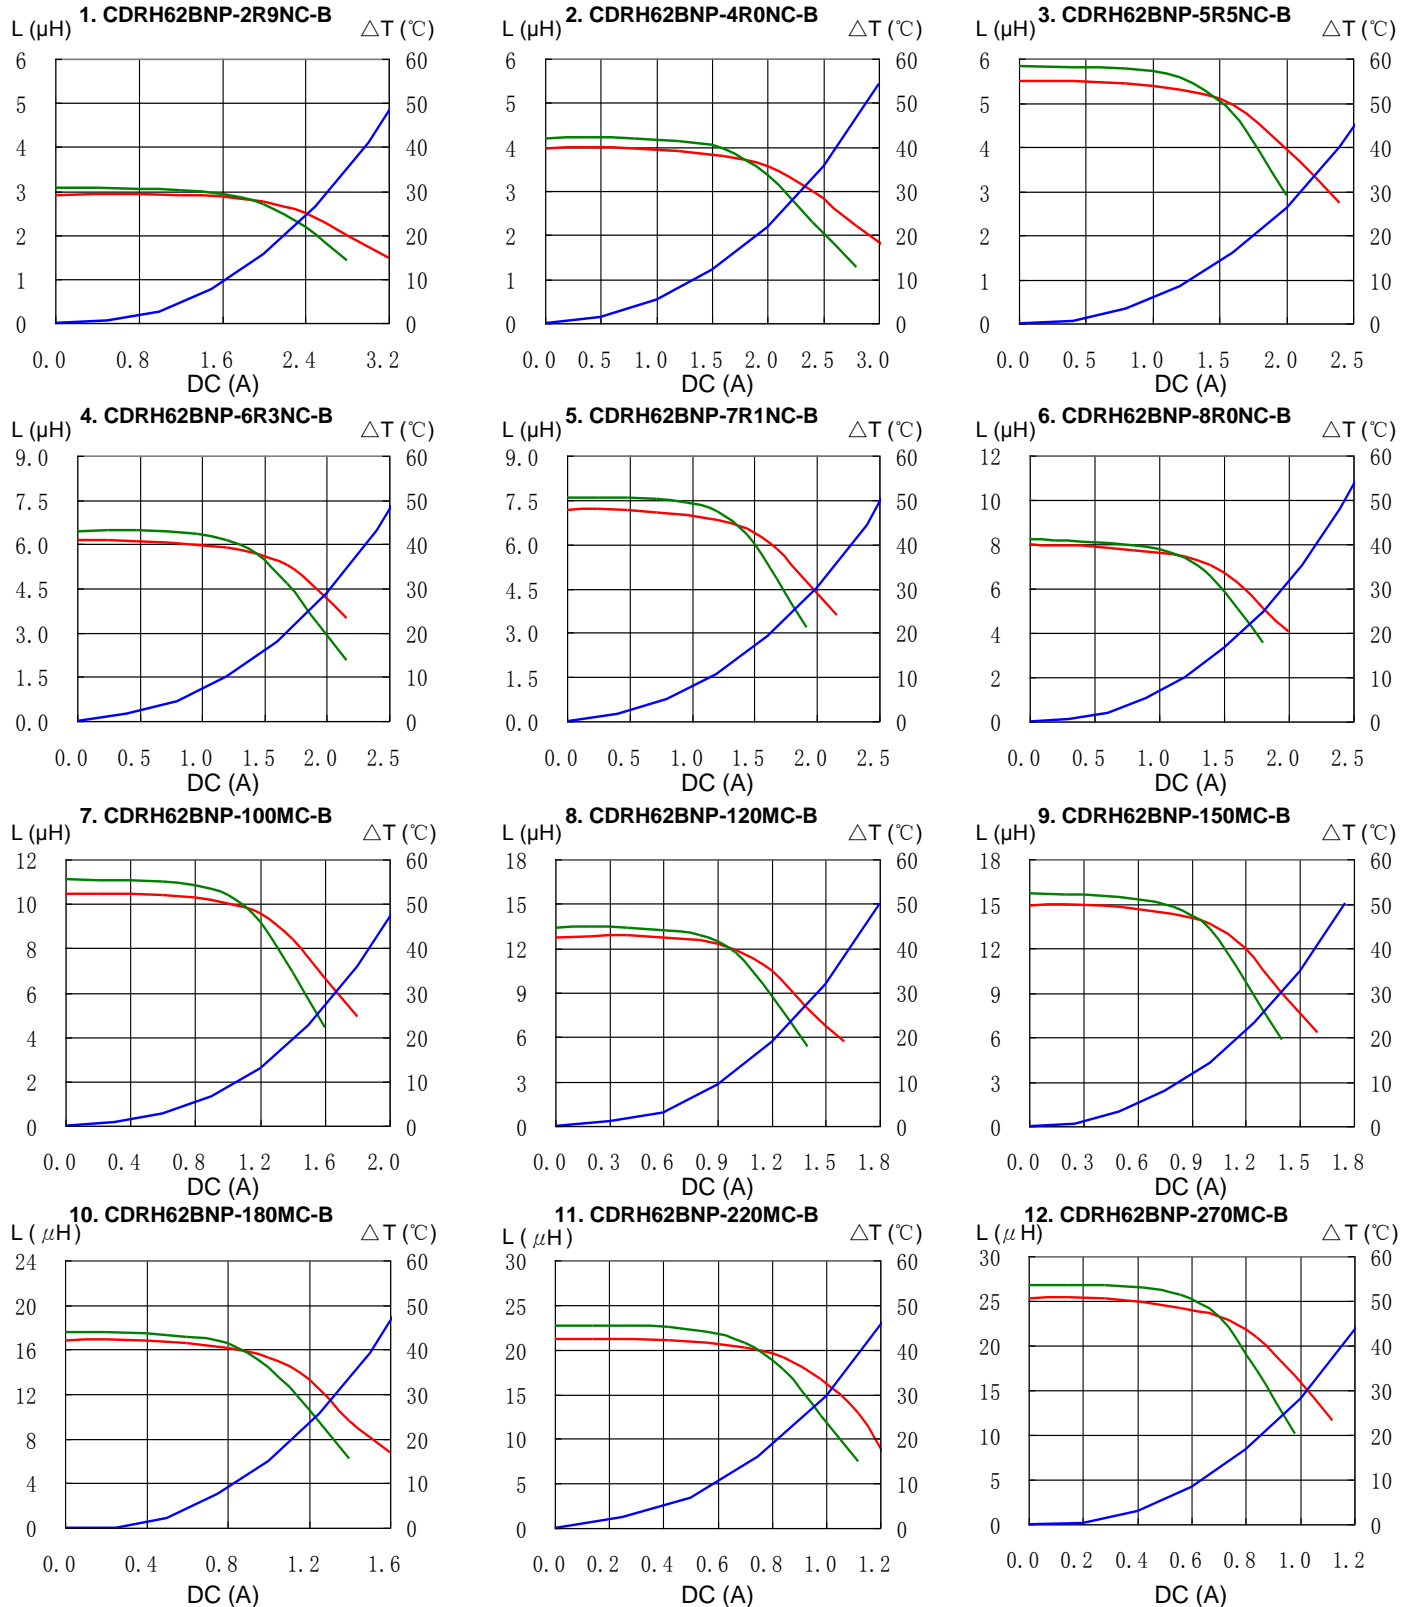 1. CDRH62BNP-2R9NC-B
L (μH) △T (℃)
6 60
5 50
4 40
3 30
2 20
1 10
0 0
0.0 0.8 1.6 2.4 3.2
DC (A)
2. CDRH62BNP-4R0NC-B
L (μH) △T (℃)
6 60
5 50
4 40
3 30
2 20
1 10
0 0
0.0 0.5 1.0 1.5 2.0 2.5 3.0
DC (A)
3. CDRH62BNP-5R5NC-B
L (μH) △T (℃)
6 60
5 50
4 40
3 30
2 20
1 10
0 0
0.0 0.5 1.0 1.5 2.0 2.5
DC (A)
4. CDRH62BNP-6R3NC-B
L (μH) △T (℃)
9.0 60
7.5 50
6.0 40
4.5 30
3.0 20
1.5 10
0.0 0
0.0 0.5 1.0 1.5 2.0 2.5
DC (A)
5. CDRH62BNP-7R1NC-B
L (μH) △T (℃)
9.0 60
7.5 50
6.0 40
4.5 30
3.0 20
1.5 10
0.0 0
0.0 0.5 1.0 1.5 2.0 2.5
DC (A)
6. CDRH62BNP-8R0NC-B
L (μH) △T (℃)
12 60
10 50
8 40
6 30
4 20
2 10
0 0
0.0 0.5 1.0 1.5 2.0 2.5
DC (A)
7. CDRH62BNP-100MC-B
L (μH) △T (℃)
12 60
10 50
8 40
6 30
4 20
2 10
0 0
0.0 0.4 0.8 1.2 1.6 2.0
DC (A)
8. CDRH62BNP-120MC-B
L (μH) △T (℃)
18 60
15 50
12 40
9 30
6 20
3 10
0 0
0.0 0.3 0.6 0.9 1.2 1.5 1.8
DC (A)
9. CDRH62BNP-150MC-B
L (μH) △T (℃)
18 60
15 50
12 40
9 30
6 20
3 10
0 0
0.0 0.3 0.6 0.9 1.2 1.5 1.8
DC (A)
10. CDRH62BNP-180MC-B
L ( μH) △T (℃)
24 60
20 50
16 40
12 30
8 20
4 10
0 0
0.0 0.4 0.8 1.2 1.6
DC (A)
11. CDRH62BNP-220MC-B
L ( μH) △T (℃)
30 60
25 50
20 40
15 30
10 20
5 10
0 0
0.0 0.2 0.4 0.6 0.8 1.0 1.2
DC (A)
12. CDRH62BNP-270MC-B
L ( μ H) △T (℃)
30 60
25 50
20 40
15 30
10 20
5 10
0 0
0.0 0.2 0.4 0.6 0.8 1.0 1.2
DC (A)